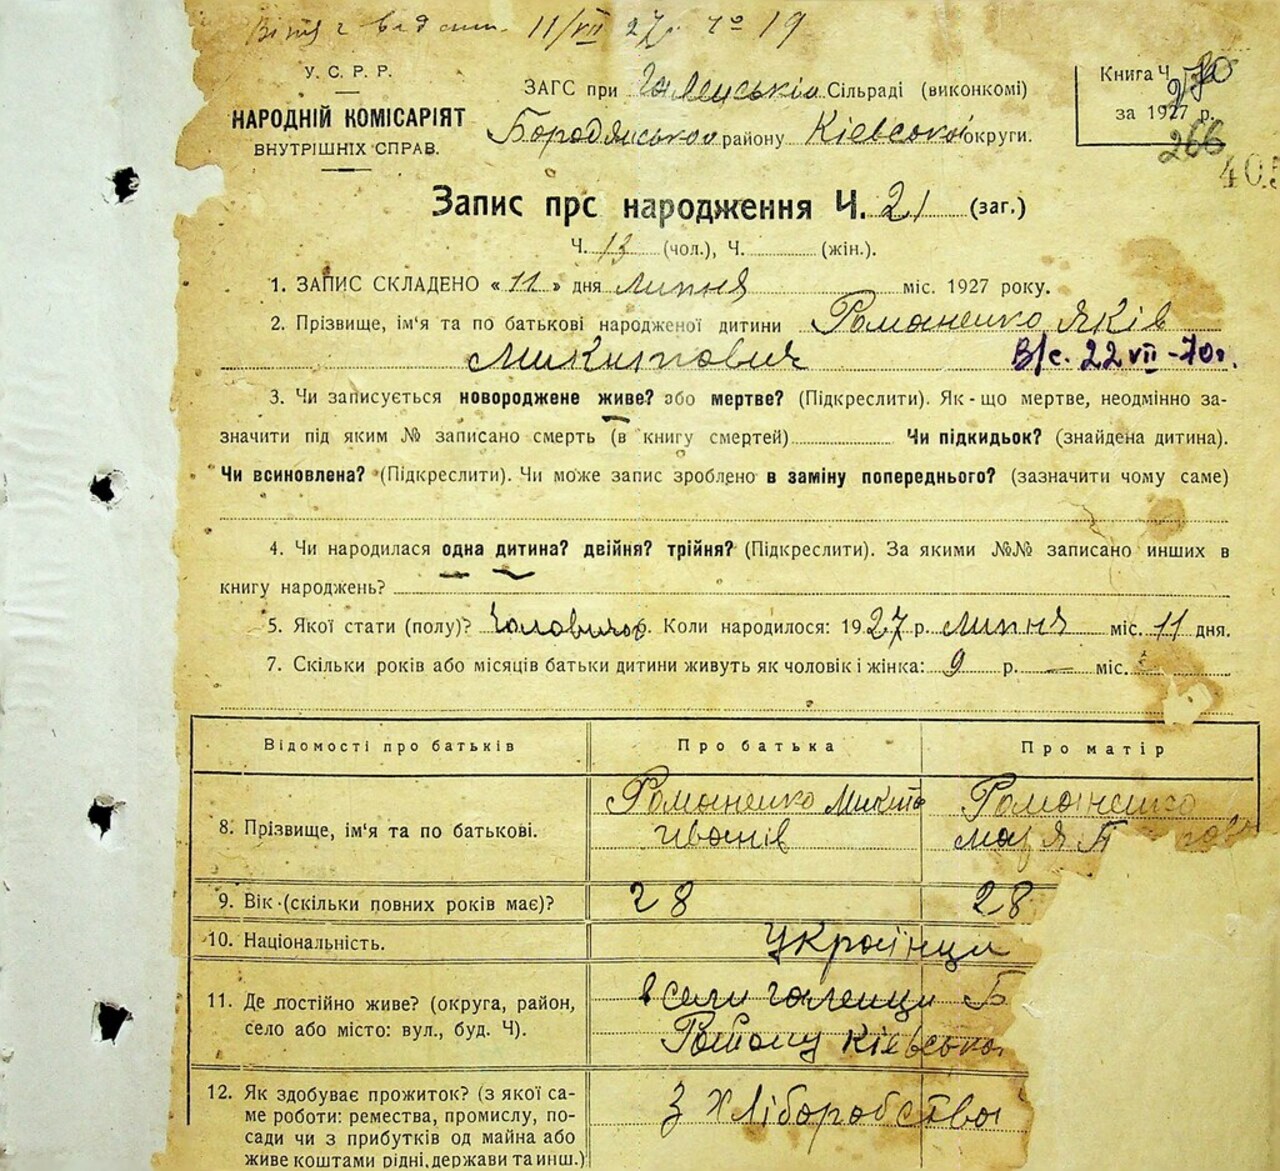 11/VII 27 19
У. С. Р. Р.
НАРОДНІЙ КОМІСАРІЯТ
ВНУТРІШНІХ СПРАВ.
ЗАГС при Галенській Сільраді (виконкомі)
Бородянського району Кіевської округи.
Книга Ч.
за 1927 р.
266
405
Запис прс народження Ч. 21 (заг.)
Ч. 13 (чол.), Ч. (жін.).
1. ЗАПИС СКЛАДЕНО « 11 » дня липня міс. 1927 року.
2. Прізвище, ім'я та по батькові народженої дитини Романенко Яків
Микитович В/с. 22 VII-70г.
3. Чи записується новороджене живе? або мертве? (Підкреслити). Як-що мертве, неодмінно за-
значити під яким № записано смерть (в книгу смертей) Чи підкидьок? (знайдена дитина).
Чи всиновлена? (Підкреслити). Чи може запис зроблено в заміну попереднього? (зазначити чому саме)
4. Чи народилася одна дитина? двійня? трійня? (Підкреслити). За якими №№ записано инших в
книгу народжень?
5. Якої стати (полу)? Коли народилося: 1927 р. липня міс. 11 дня.
7. Скільки років або місяців батьки дитини живуть як чоловік і жінка: 9 р. — міс.
Відомості про батьків Про батька Про матір
8. Прізвище, ім'я та по батькові. Романенко Микита Іванів Романенко
9. Вік (скільки повних років має)? 28 28
10. Національність. Українци
11. Де постійно живе? (округа, район, в сели Галенци Б
село або місто: вул., буд. Ч). Району Кіевської
12. Як здобуває прожиток? (з якої са- З Хліборобства
ме роботи: ремества, промислу, по-
сади чи з прибутків од майна або
живе коштами рідні, держави та инш.)